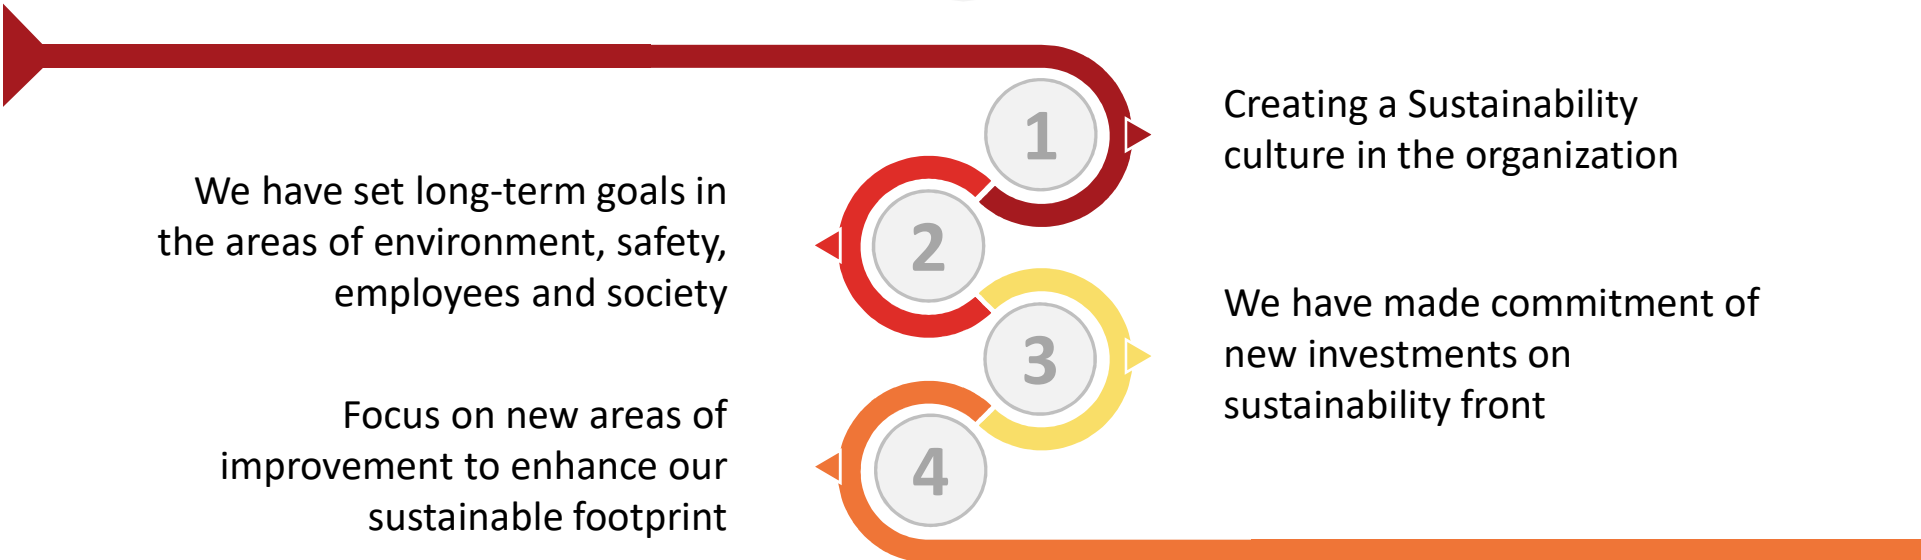 1
Creating a Sustainability
culture in the organization
We have set long-term goals in
the areas of environment, safety,
employees and society
2
3
We have made commitment of
new investments on
sustainability front
Focus on new areas of
improvement to enhance our
sustainable footprint
4